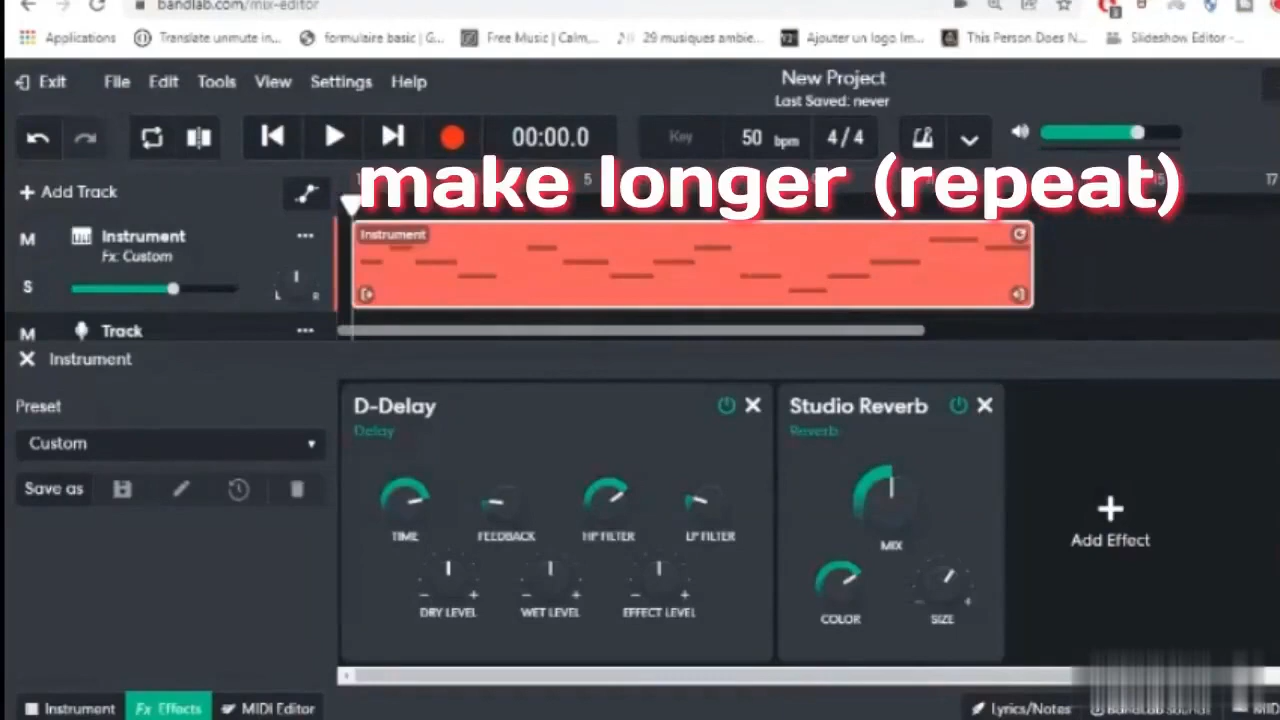 bandlab.com/mix-editor
Applications
Translate unmute in...
formulaire basic | G...
Free Music | Calm,...
29 musiques ambie...
Ajouter un logo Im...
This Person Does N...
Slideshow Editor -...
Exit File Edit Tools View Settings Help
New Project
Last Saved: never
00:00.0
Key
50 bpm
4/4
make longer (repeat)
+ Add Track
5
15
17
M
Instrument
Fx: Custom
S
L R
Instrument
M
Track
X Instrument
Preset
Custom
Save as
D-Delay
Delay
TIME FEEDBACK HP FILTER LP FILTER
DRY LEVEL WET LEVEL EFFECT LEVEL
Studio Reverb
Reverb
MIX
COLOR SIZE
+
Add Effect
Instrument
Fx Effects
MIDI Editor
Lyrics/Notes